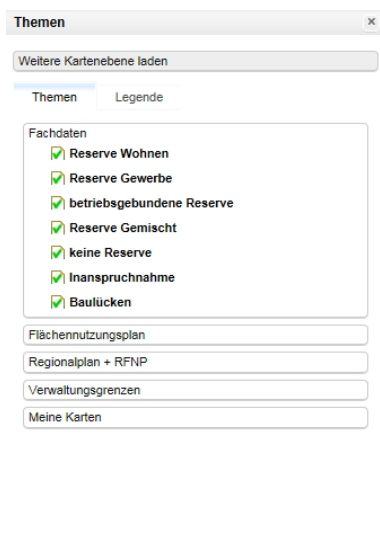 Themen
Weitere Kartenebene laden
Themen Legende
Fachdaten
Reserve Wohnen
Reserve Gewerbe
betriebsgebundene Reserve
Reserve Gemischt
keine Reserve
Inanspruchnahme
Baulücken
Flächennutzungsplan
Regionalplan + RFNP
Verwaltungsgrenzen
Meine Karten